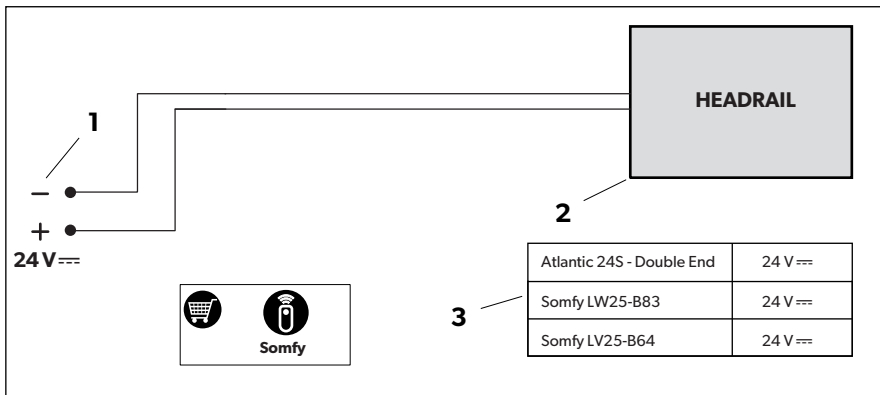 HEADRAIL
1
−
+
24 V ⎓
2
3
Atlantic 24S - Double End 24 V ⎓
Somfy LW25-B83 24 V ⎓
Somfy LV25-B64 24 V ⎓
Somfy